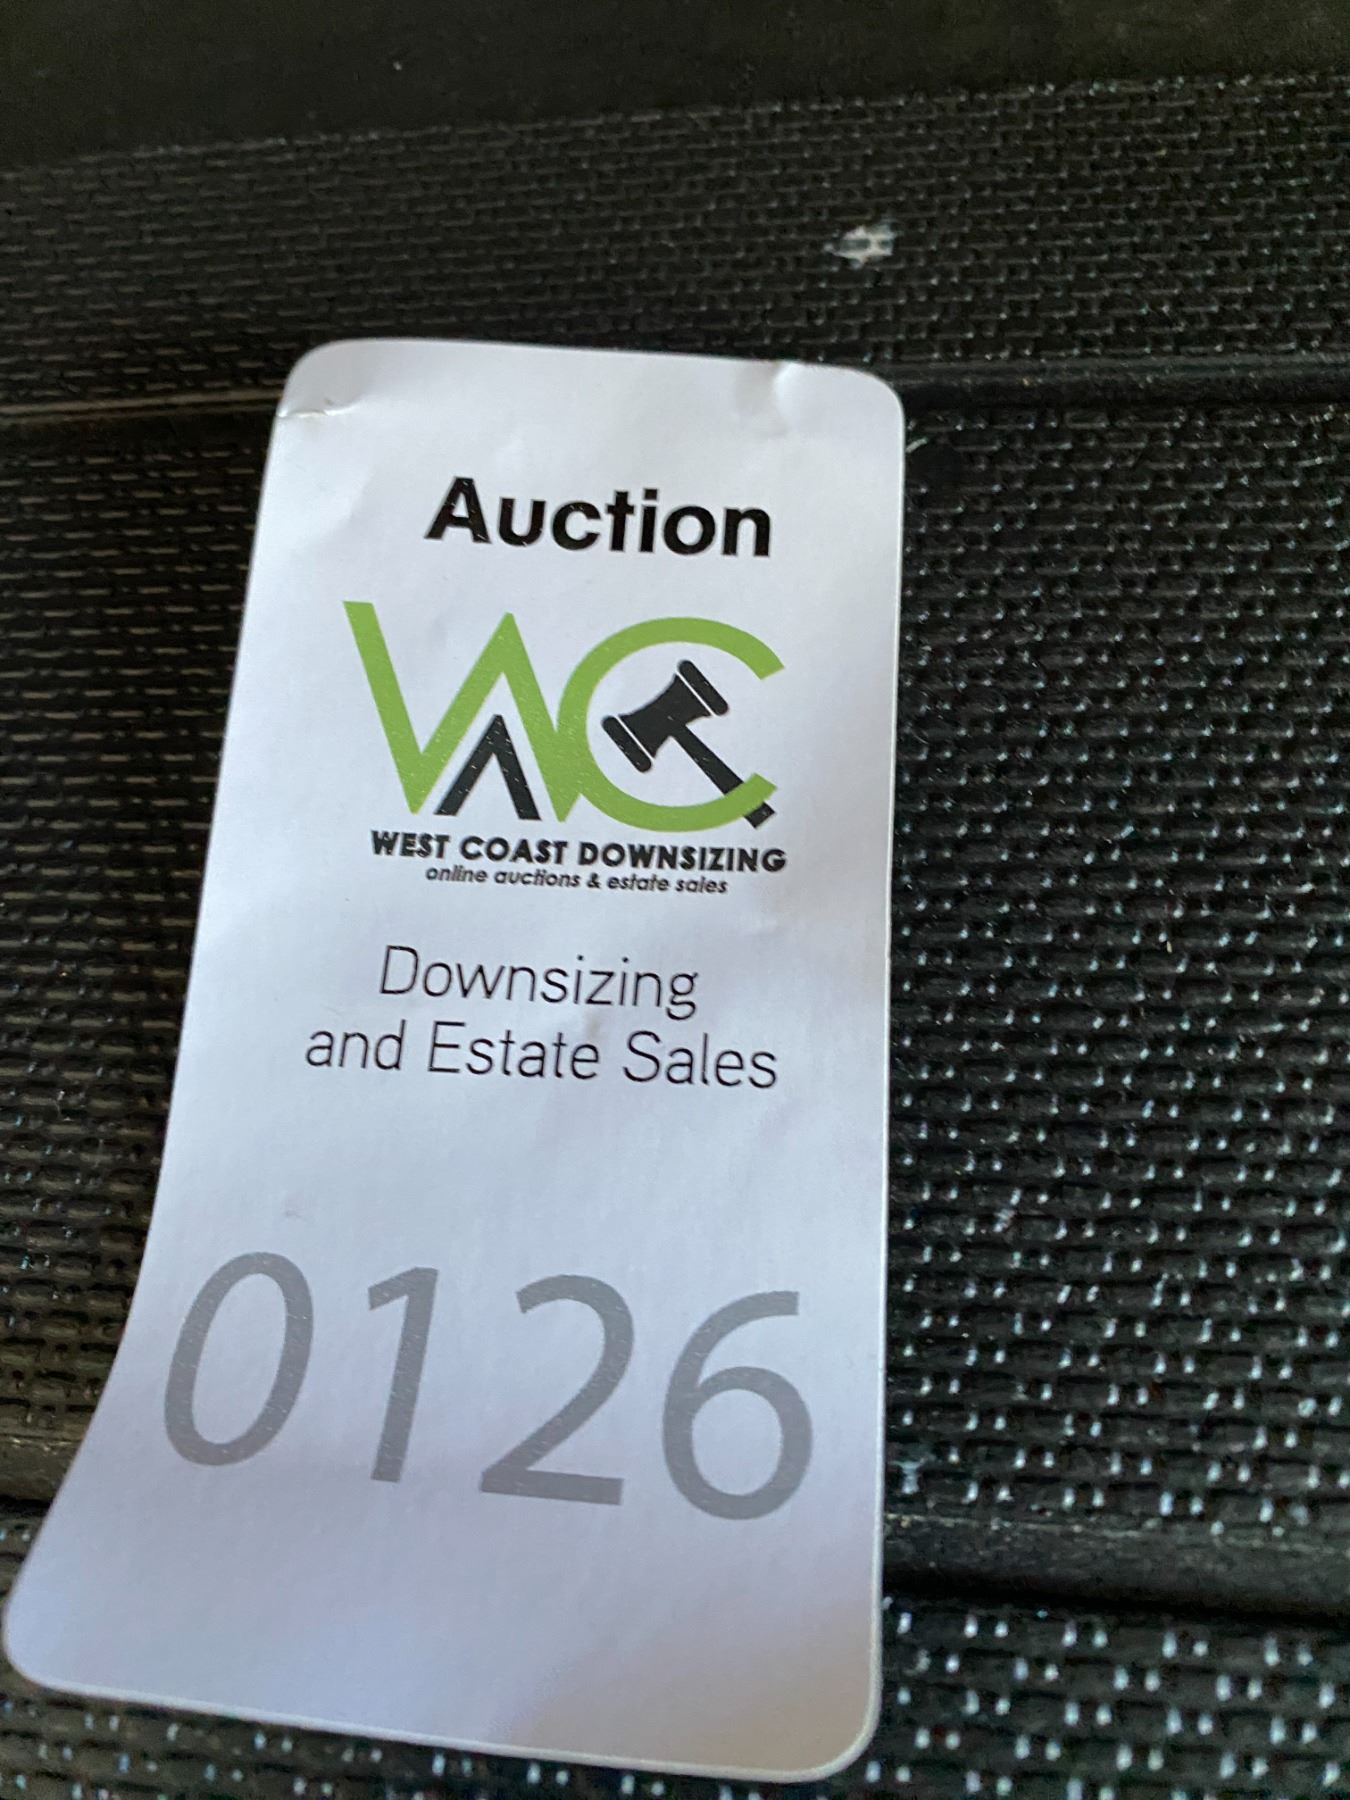 Auction
WC
WEST COAST DOWNSIZING
online auctions & estate sales
Downsizing
and Estate Sales
0126